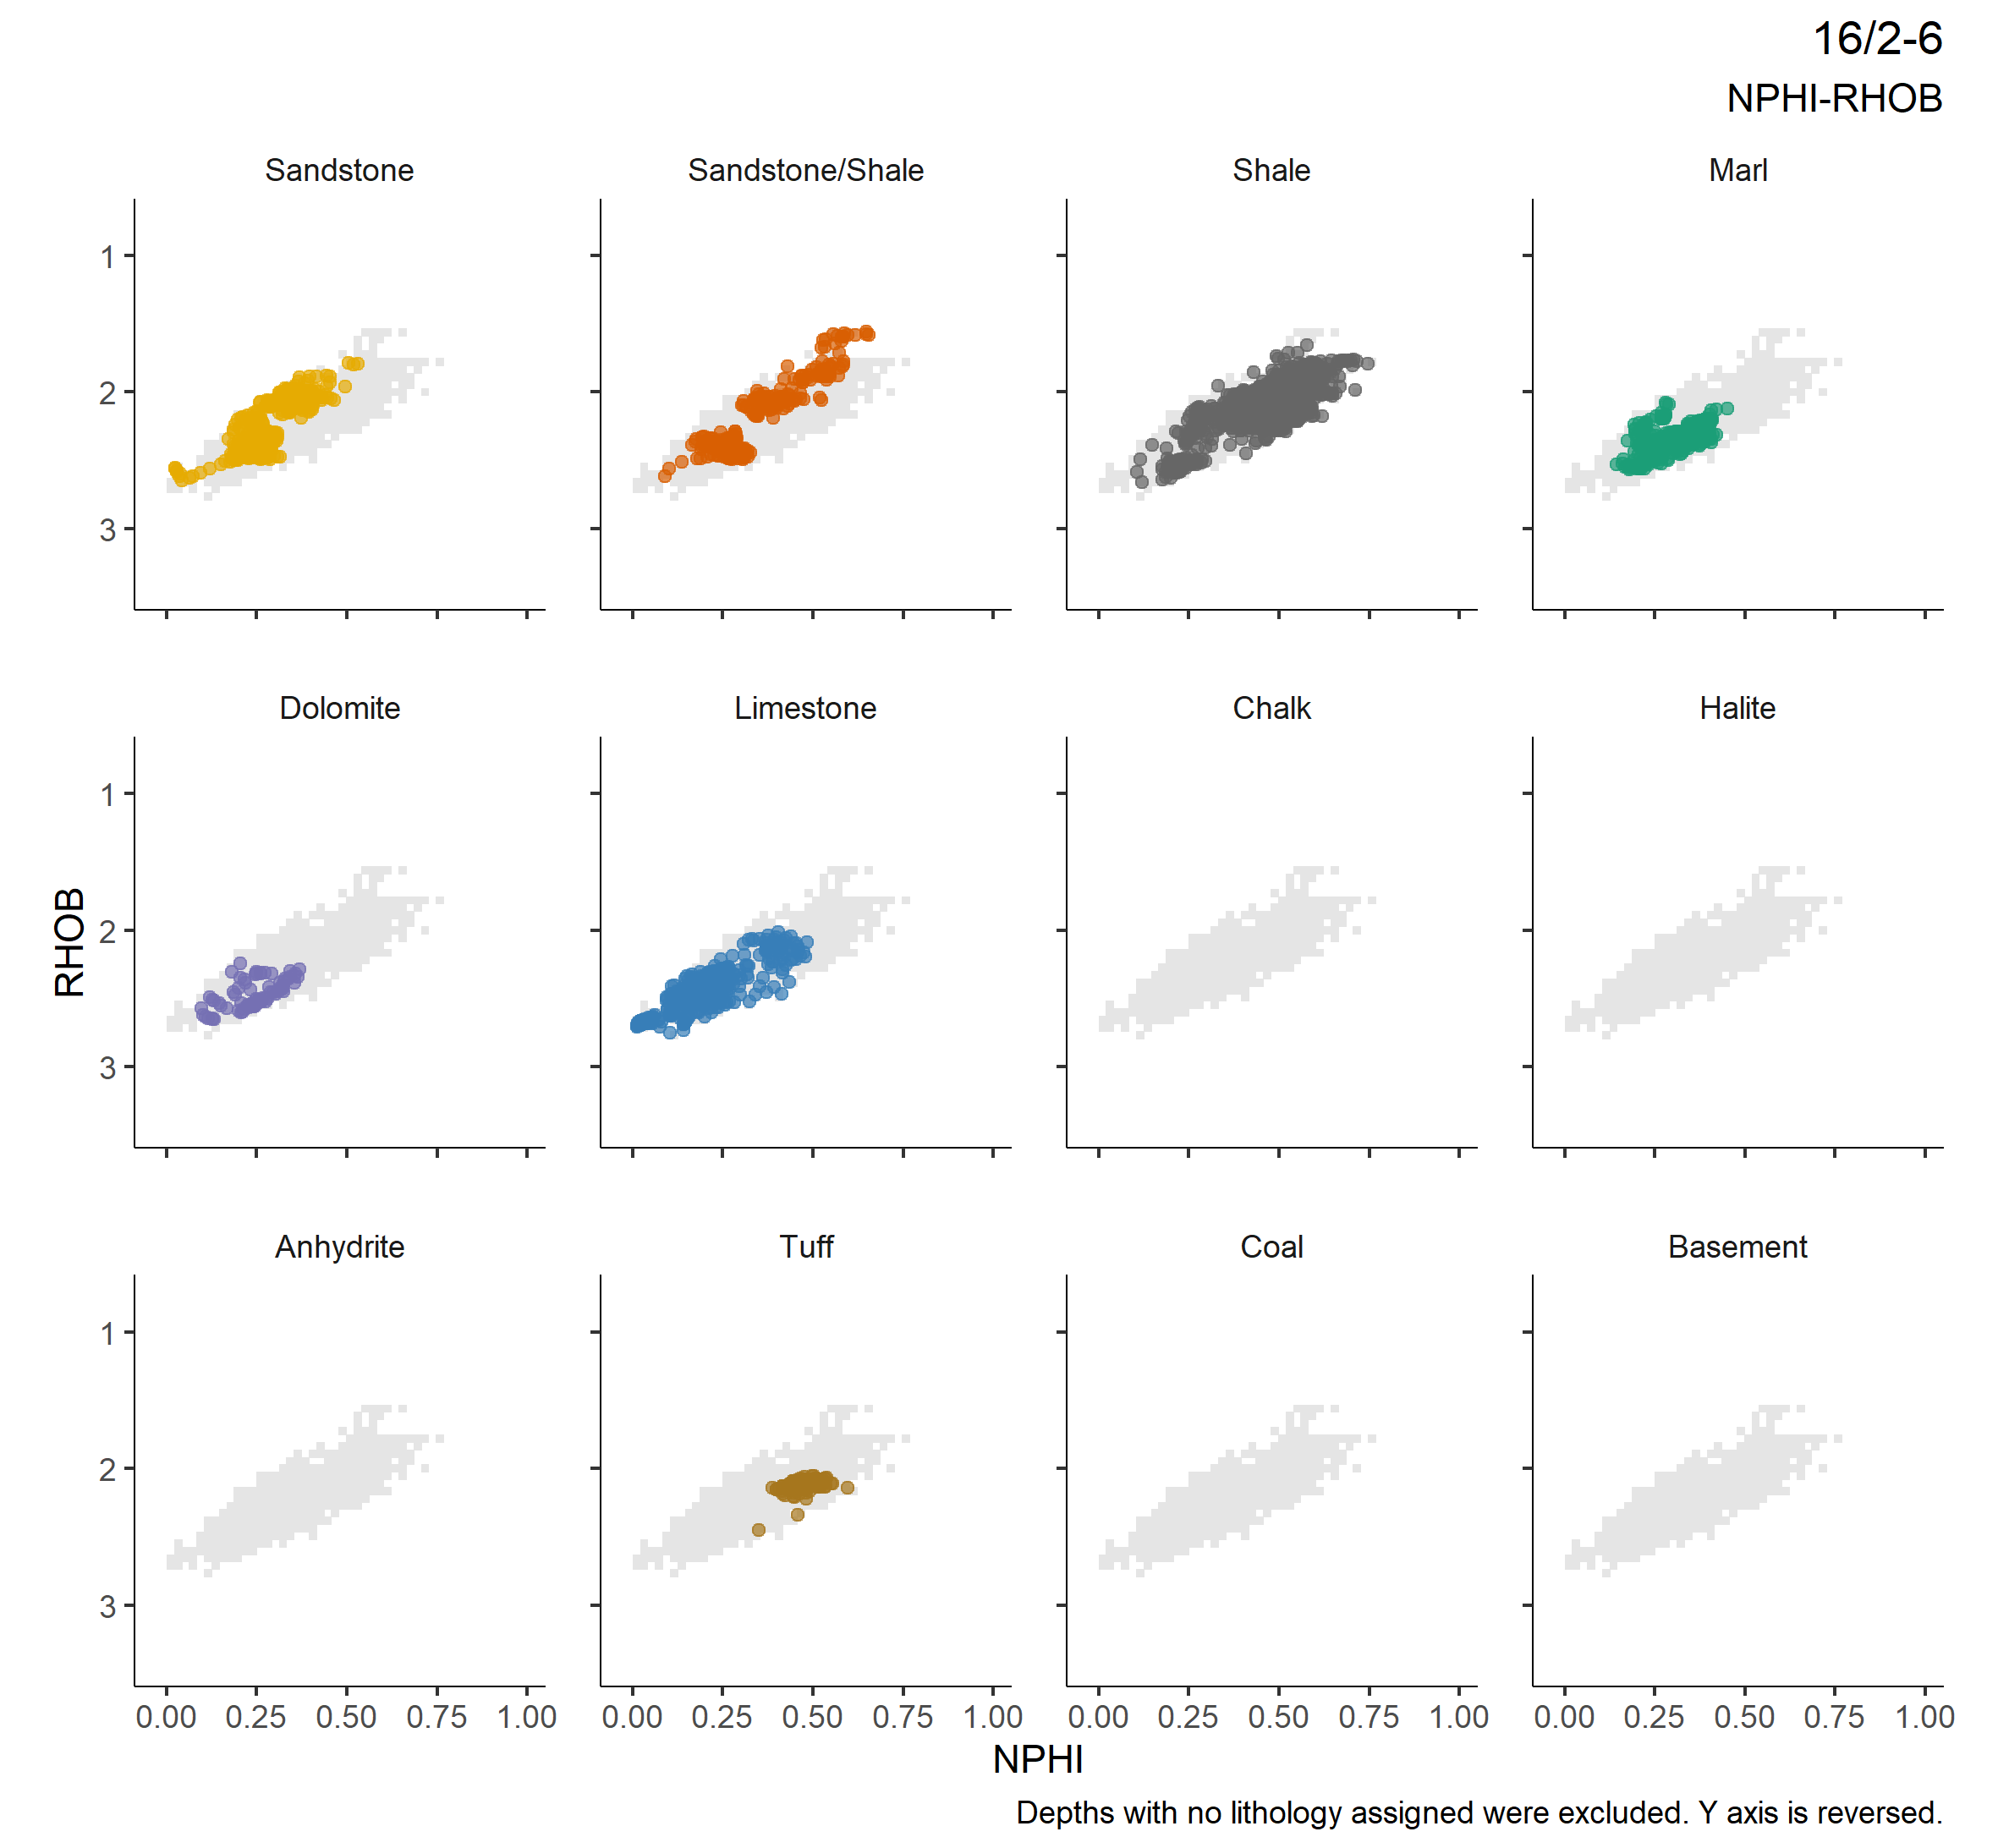 16/2-6
NPHI-RHOB
Sandstone Sandstone/Shale Shale Marl
1
2
3
Dolomite Limestone Chalk Halite
1
2
3
RHOB
Anhydrite Tuff Coal Basement
1
2
3
0.00 0.25 0.50 0.75 1.00 0.00 0.25 0.50 0.75 1.00 0.00 0.25 0.50 0.75 1.00 0.00 0.25 0.50 0.75 1.00
NPHI
Depths with no lithology assigned were excluded. Y axis is reversed.